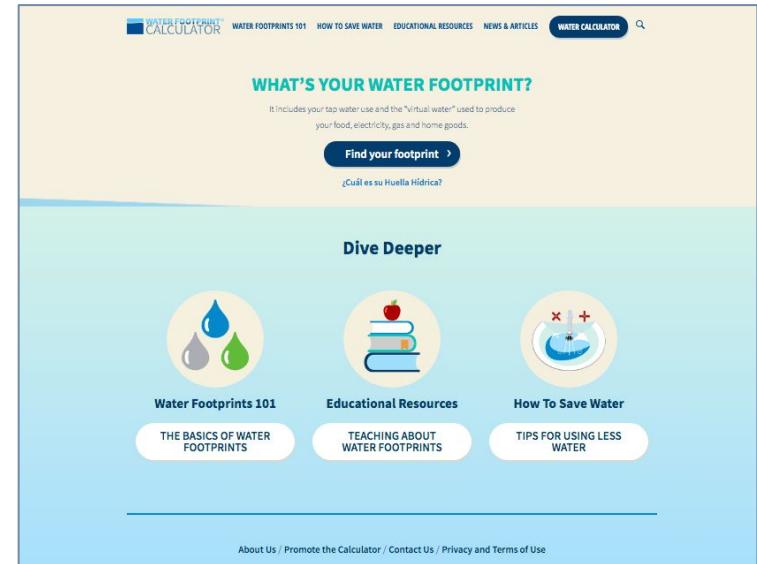 WATER FOOTPRINT
CALCULATOR
WATER FOOTPRINTS 101 HOW TO SAVE WATER EDUCATIONAL RESOURCES NEWS & ARTICLES WATER CALCULATOR
WHAT'S YOUR WATER FOOTPRINT?
It includes your tap water use and the "virtual water" used to produce
your food, electricity, gas and home goods.
Find your footprint ›
¿Cuál es su Huella Hídrica?
Dive Deeper
Water Footprints 101
THE BASICS OF WATER
FOOTPRINTS
Educational Resources
TEACHING ABOUT
WATER FOOTPRINTS
How To Save Water
TIPS FOR USING LESS
WATER
About Us / Promote the Calculator / Contact Us / Privacy and Terms of Use